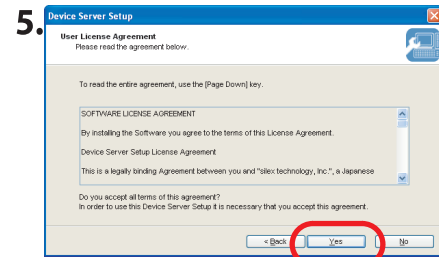 5.
Device Server Setup
User License Agreement
Please read the agreement below.
To read the entire agreement, use the [Page Down] key.
SOFTWARE LICENSE AGREEMENT
By installing the Software you agree to the terms of this License Agreement.
Device Server Setup License Agreement
This is a legally binding Agreement between you and "silex technology, Inc.", a Japanese
Do you accept all terms of this agreement?
In order to use this Device Server Setup it is necessary that you accept this agreement.
< Back Yes No